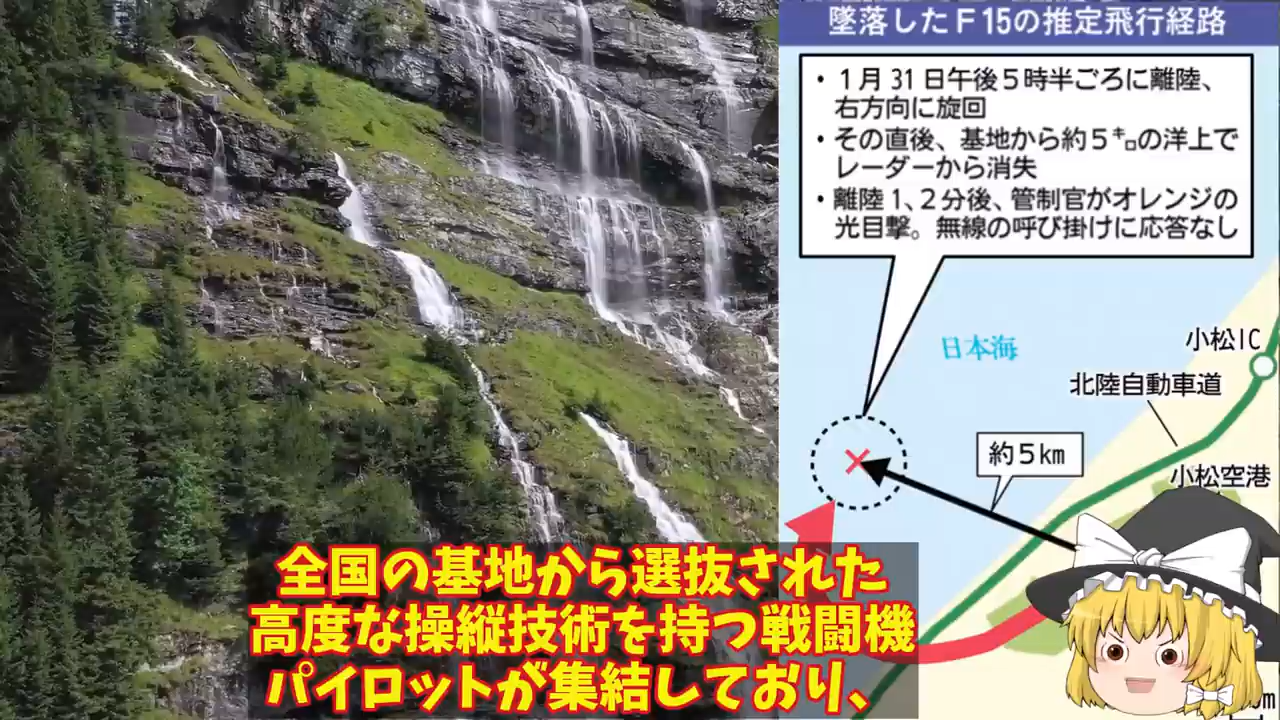 墜落したF15の推定飛行経路
・1月31日午後5時半ごろに離陸、
右方向に旋回
・その直後、基地から約5㌔の洋上で
レーダーから消失
・離陸1、2分後、管制官がオレンジの
光目撃。無線の呼び掛けに応答なし
日本海
小松IC
北陸自動車道
約5km
小松空港
全国の基地から選抜された
高度な操縦技術を持つ戦闘機
パイロットが集結しており、